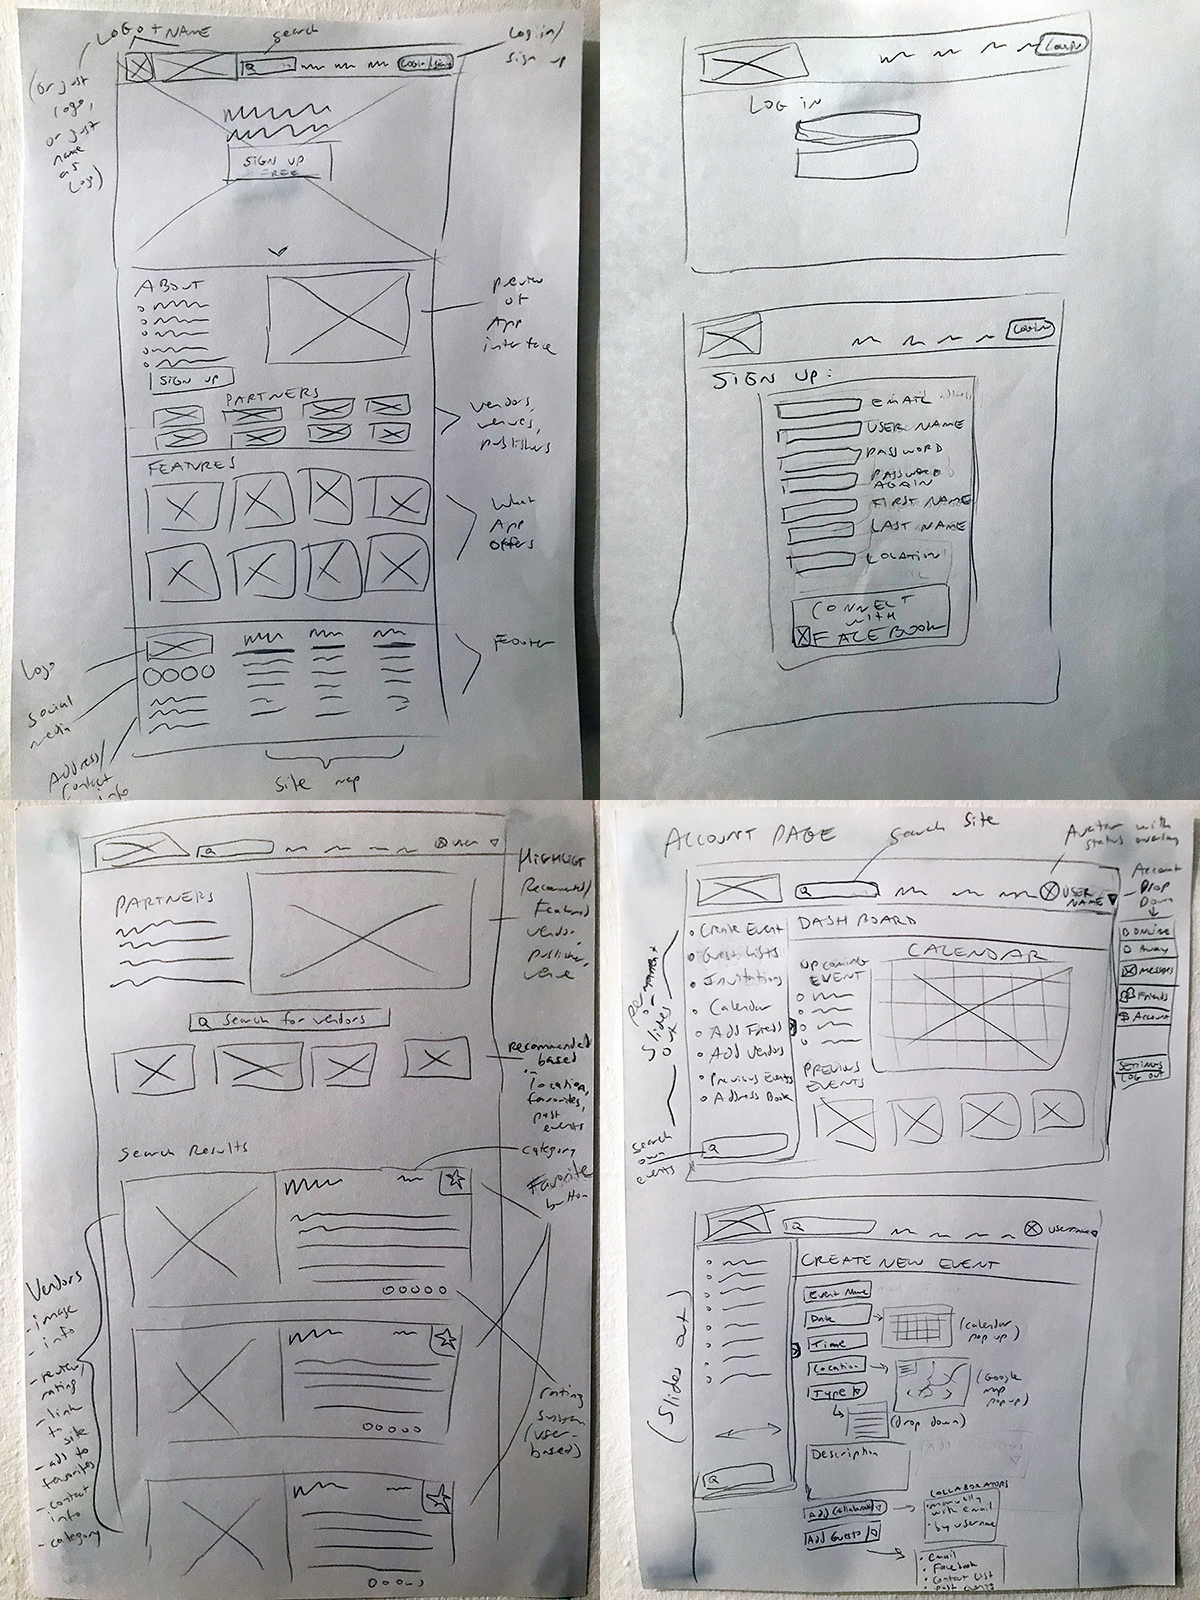 LOGO + NAME
Search
Log in/
Sign up
(or just
logo,
or just
name
as
logo)
SIGN UP
FREE
ABOUT
SIGN UP
Preview
of
App
interface
PARTNERS
Vendors,
venues,
publishers
FEATURES
What
App
offers
Footer
Logo
social
media
Address/
contact
info
Site map
Login
LOG IN
Login
SIGN UP:
EMAIL address
USER NAME
PASSWORD
PASSWORD
AGAIN
FIRST NAME
LAST NAME
LOCATION
CONNECT
WITH
FACEBOOK
Q
USER
PARTNERS
HIGHLIGHT
Recommended/
Featured
vendor,
publisher,
venue
Q Search for vendors
Recommended
based
in
location,
favorites,
past
events
Search Results
category
Favorite
button
Vendors
- image
- info
- review/
rating
- link
to
site
- ads to
favorites
- contact
info
- category
rating
system
(user-
based)
ACCOUNT PAGE
Search Site
Avatar with
status overlay
Account
Drop
Down
Q
USER
NAME
DASHBOARD
• Create Event
• Guest Lists
• Invitations
• Calendar
• Add Friends
• Add Vendors
• Previous Events
• Address Book
UPCOMING
EVENT
CALENDAR
PREVIOUS
EVENTS
ONLINE
Away
Messages
Friends
$ Account
SETTINGS
LOG OUT
permanent
or
Slides
out
search
own
events
Q
Q
USERNAME
CREATE NEW EVENT
Event Name
Date
(calendar
pop up)
Time
Location
(Google
map
popup)
Type
(drop down)
(Slides out)
Description
Q
Add Collaborators
COLLABORATORS
• manually
with email
• by username
Add Guests
• Email
• Facebook
• Contact List
• Past events